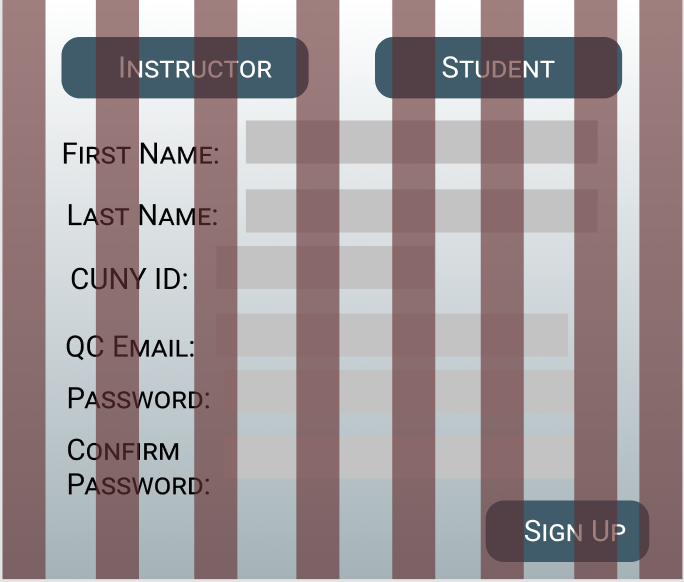 Instructor Student
First Name:
Last Name:
CUNY ID:
QC Email:
Password:
Confirm
Password:
Sign Up